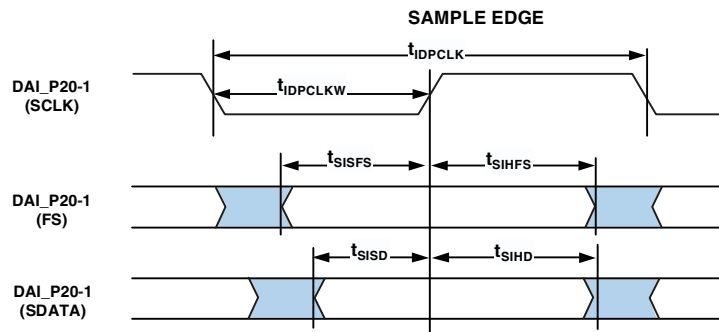 SAMPLE EDGE
tIDPCLK
DAI_P20-1
(SCLK)
tIDPCLKW
tSISFS
tSIHFS
DAI_P20-1
(FS)
tSISD
tSIHD
DAI_P20-1
(SDATA)